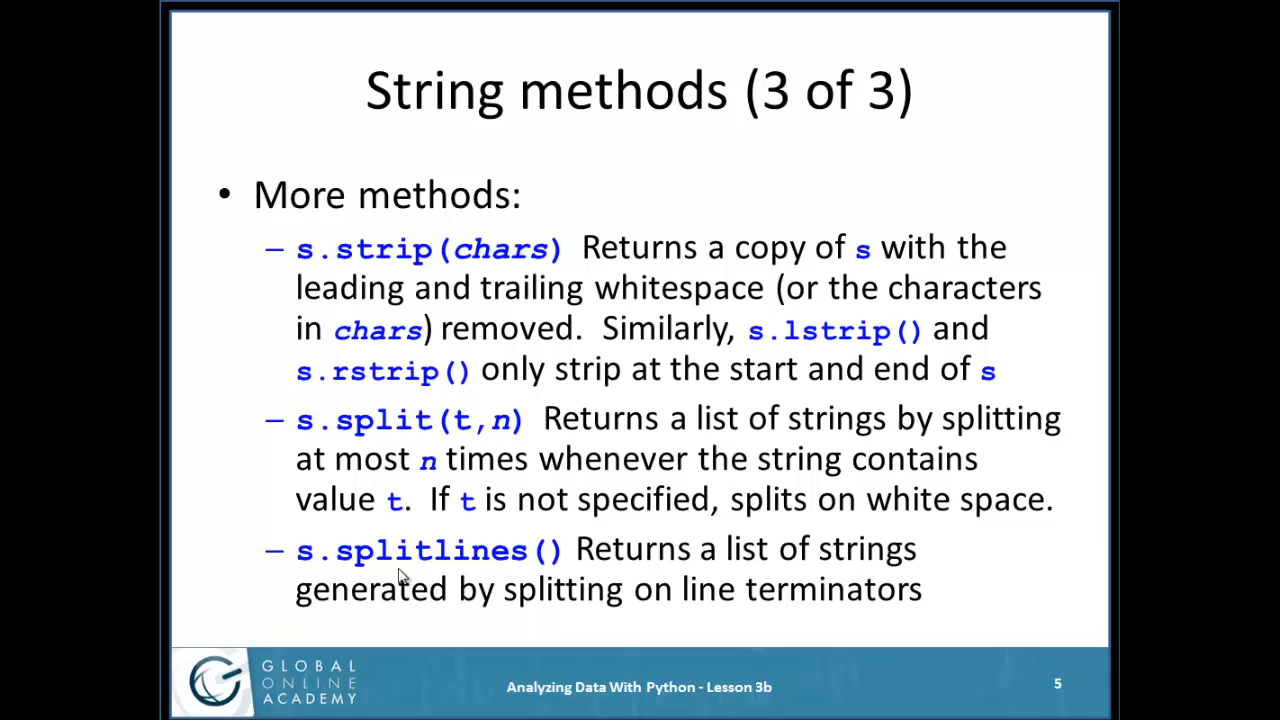 String methods (3 of 3)
• More methods:
– s.strip(chars) Returns a copy of s with the
leading and trailing whitespace (or the characters
in chars) removed. Similarly, s.lstrip() and
s.rstrip() only strip at the start and end of s
– s.split(t,n) Returns a list of strings by splitting
at most n times whenever the string contains
value t. If t is not specified, splits on white space.
– s.splitlines() Returns a list of strings
generated by splitting on line terminators
GLOBAL
ONLINE
ACADEMY
Analyzing Data With Python - Lesson 3b
5